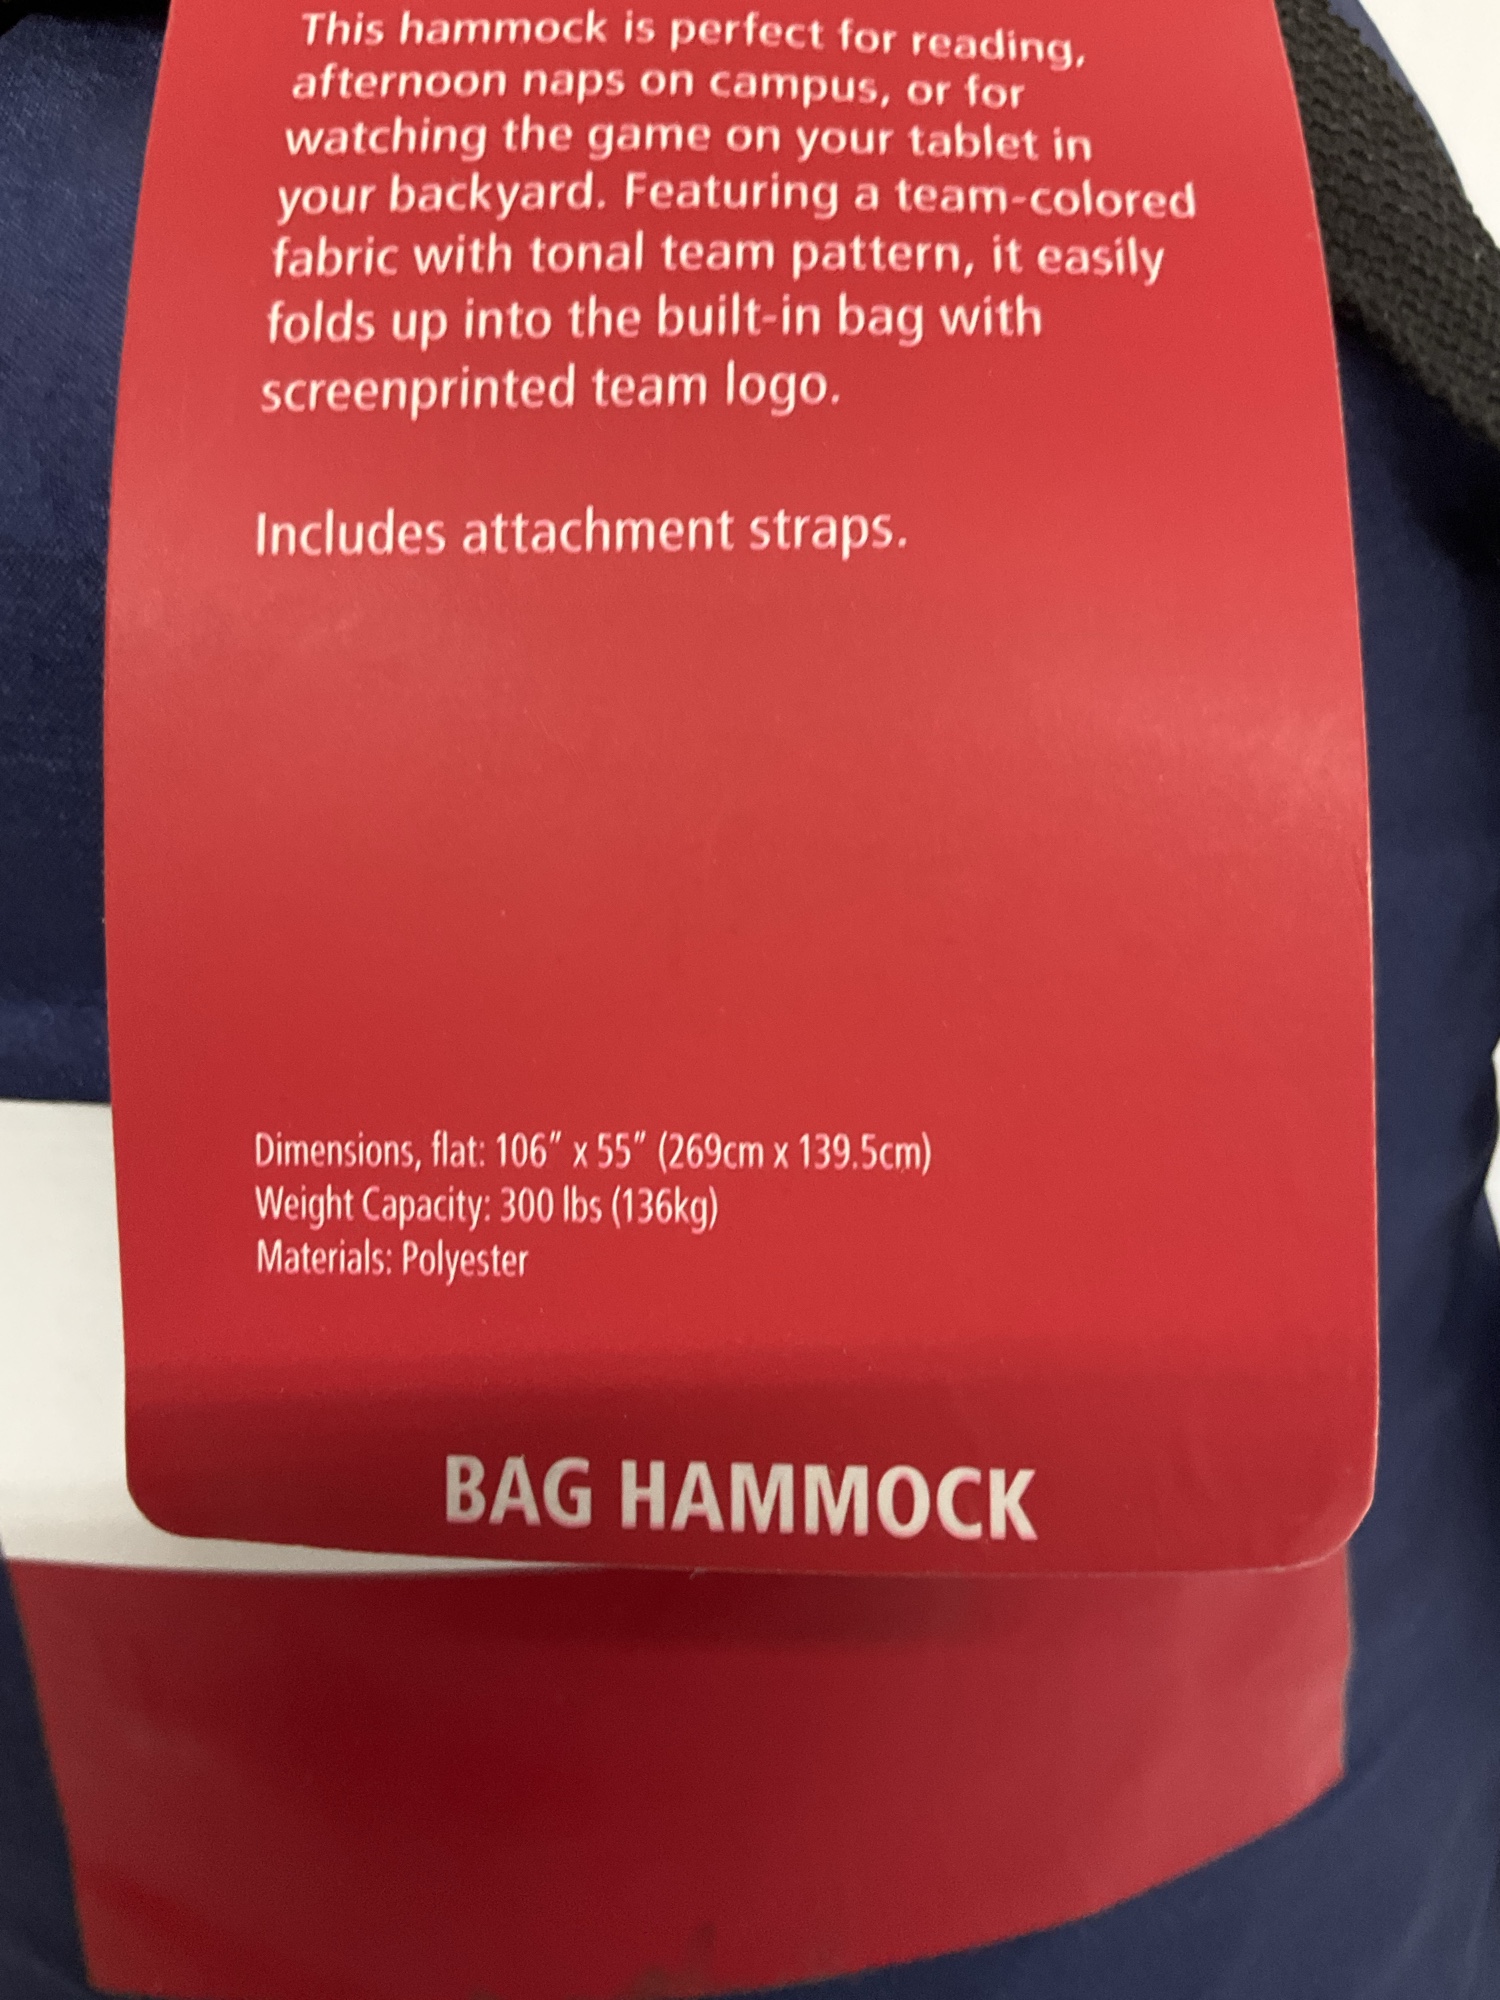 This hammock is perfect for reading,
afternoon naps on campus, or for
watching the game on your tablet in
your backyard. Featuring a team-colored
fabric with tonal team pattern, it easily
folds up into the built-in bag with
screenprinted team logo.
Includes attachment straps.
Dimensions, flat: 106" x 55" (269cm x 139.5cm)
Weight Capacity: 300 lbs (136kg)
Materials: Polyester
BAG HAMMOCK